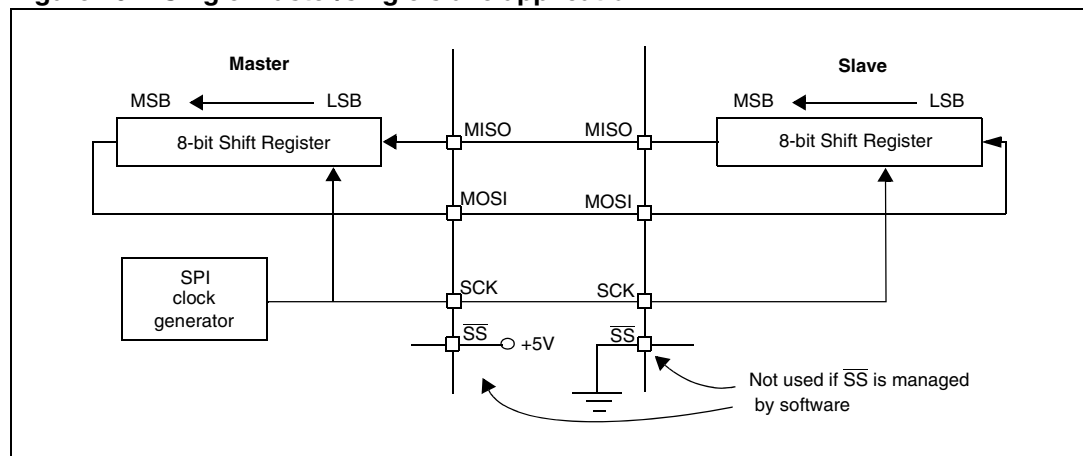 Master
Slave
MSB LSB
MSB LSB
8-bit Shift Register
MISO
MISO
8-bit Shift Register
MOSI
MOSI
SPI
clock
generator
SCK
SCK
SS
+5V
SS
Not used if SS is managed
by software